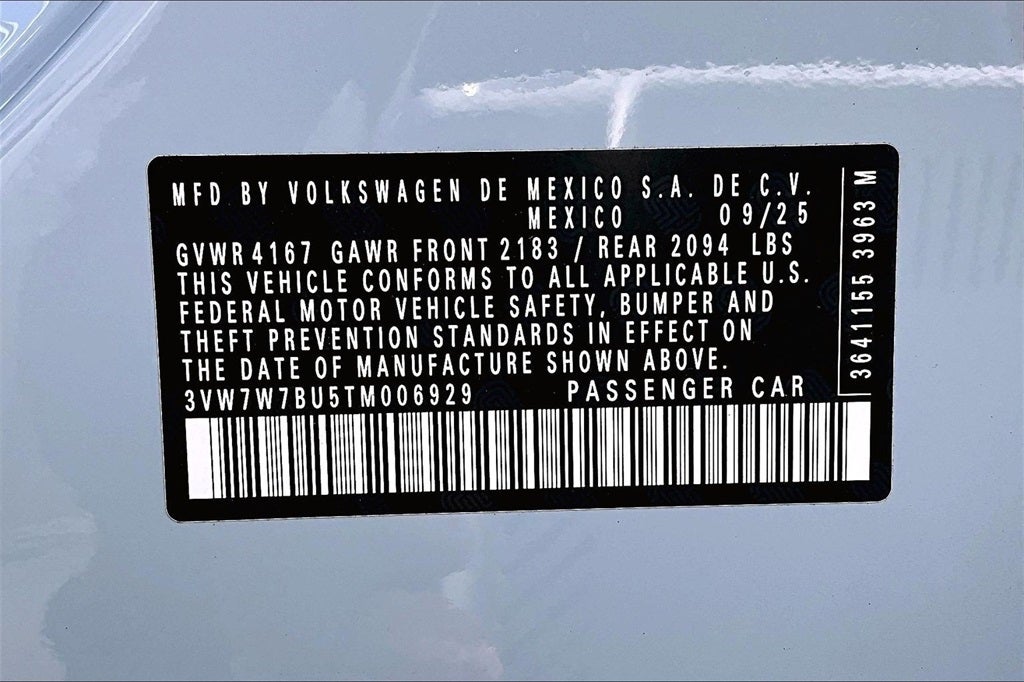 MFD BY VOLKSWAGEN DE MEXICO S.A. DE C.V.
MEXICO 09/25
GVWR 4167 GAWR FRONT 2183 / REAR 2094 LBS
THIS VEHICLE CONFORMS TO ALL APPLICABLE U.S.
FEDERAL MOTOR VEHICLE SAFETY, BUMPER AND
THEFT PREVENTION STANDARDS IN EFFECT ON
THE DATE OF MANUFACTURE SHOWN ABOVE.
3VW7W7BU5TM006929 PASSENGER CAR
3641155 3963 M